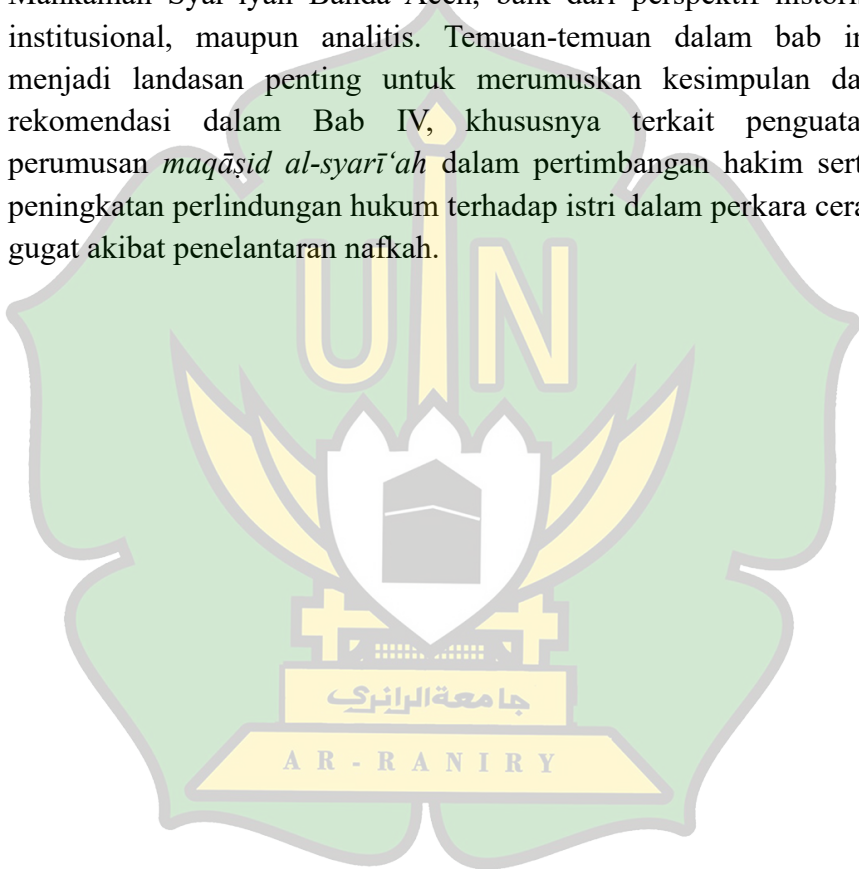 Mahkamah Syar'iyah Banda Aceh, baik dari perspektif histori
institusional, maupun analitis. Temuan-temuan dalam bab in
menjadi landasan penting untuk merumuskan kesimpulan da
rekomendasi dalam Bab IV, khususnya terkait penguata
perumusan maqāṣid al-syarī‘ah dalam pertimbangan hakim sert
peningkatan perlindungan hukum terhadap istri dalam perkara cera
gugat akibat penelantaran nafkah.
UIN
جامعة الرانري
AR-RANIRY